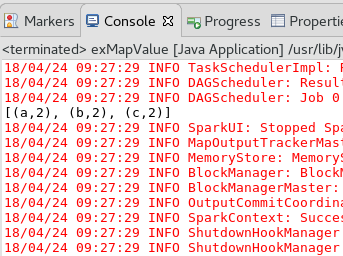 Markers Console Progress Propertie
<terminated> exMapValue [Java Application] /usr/lib/jv
18/04/24 09:27:29 INFO TaskSchedulerImpl:
18/04/24 09:27:29 INFO DAGScheduler: Result
18/04/24 09:27:29 INFO DAGScheduler: Job 0
[(a,2), (b,2), (c,2)]
18/04/24 09:27:29 INFO SparkUI: Stopped Spa
18/04/24 09:27:29 INFO MapOutputTrackerMast
18/04/24 09:27:29 INFO MemoryStore: MemoryS
18/04/24 09:27:29 INFO BlockManager: BlockM
18/04/24 09:27:29 INFO BlockManagerMaster:
18/04/24 09:27:29 INFO OutputCommitCoordina
18/04/24 09:27:29 INFO SparkContext: Succes
18/04/24 09:27:29 INFO ShutdownHookManager
18/04/24 09:27:29 INFO ShutdownHookManager